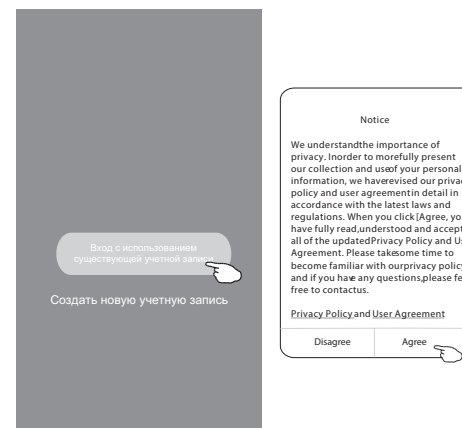 Вход с использованием
существующей учетной записи
Создать новую учетную запись
Notice
We understandthe importance of
privacy. Inorder to morefully present
our collection and useof your personal
information, we haverevised our privac
policy and user agreementin detail in
accordance with the latest laws and
regulations. When you click [Agree, yo
have fully read,understood and accept
all of the updatedPrivacy Policy and Us
Agreement. Please takesome time to
become familiar with ourprivacy policy
and if you have any questions,please fe
free to contactus.
Privacy Policy and User Agreement
Disagree Agree